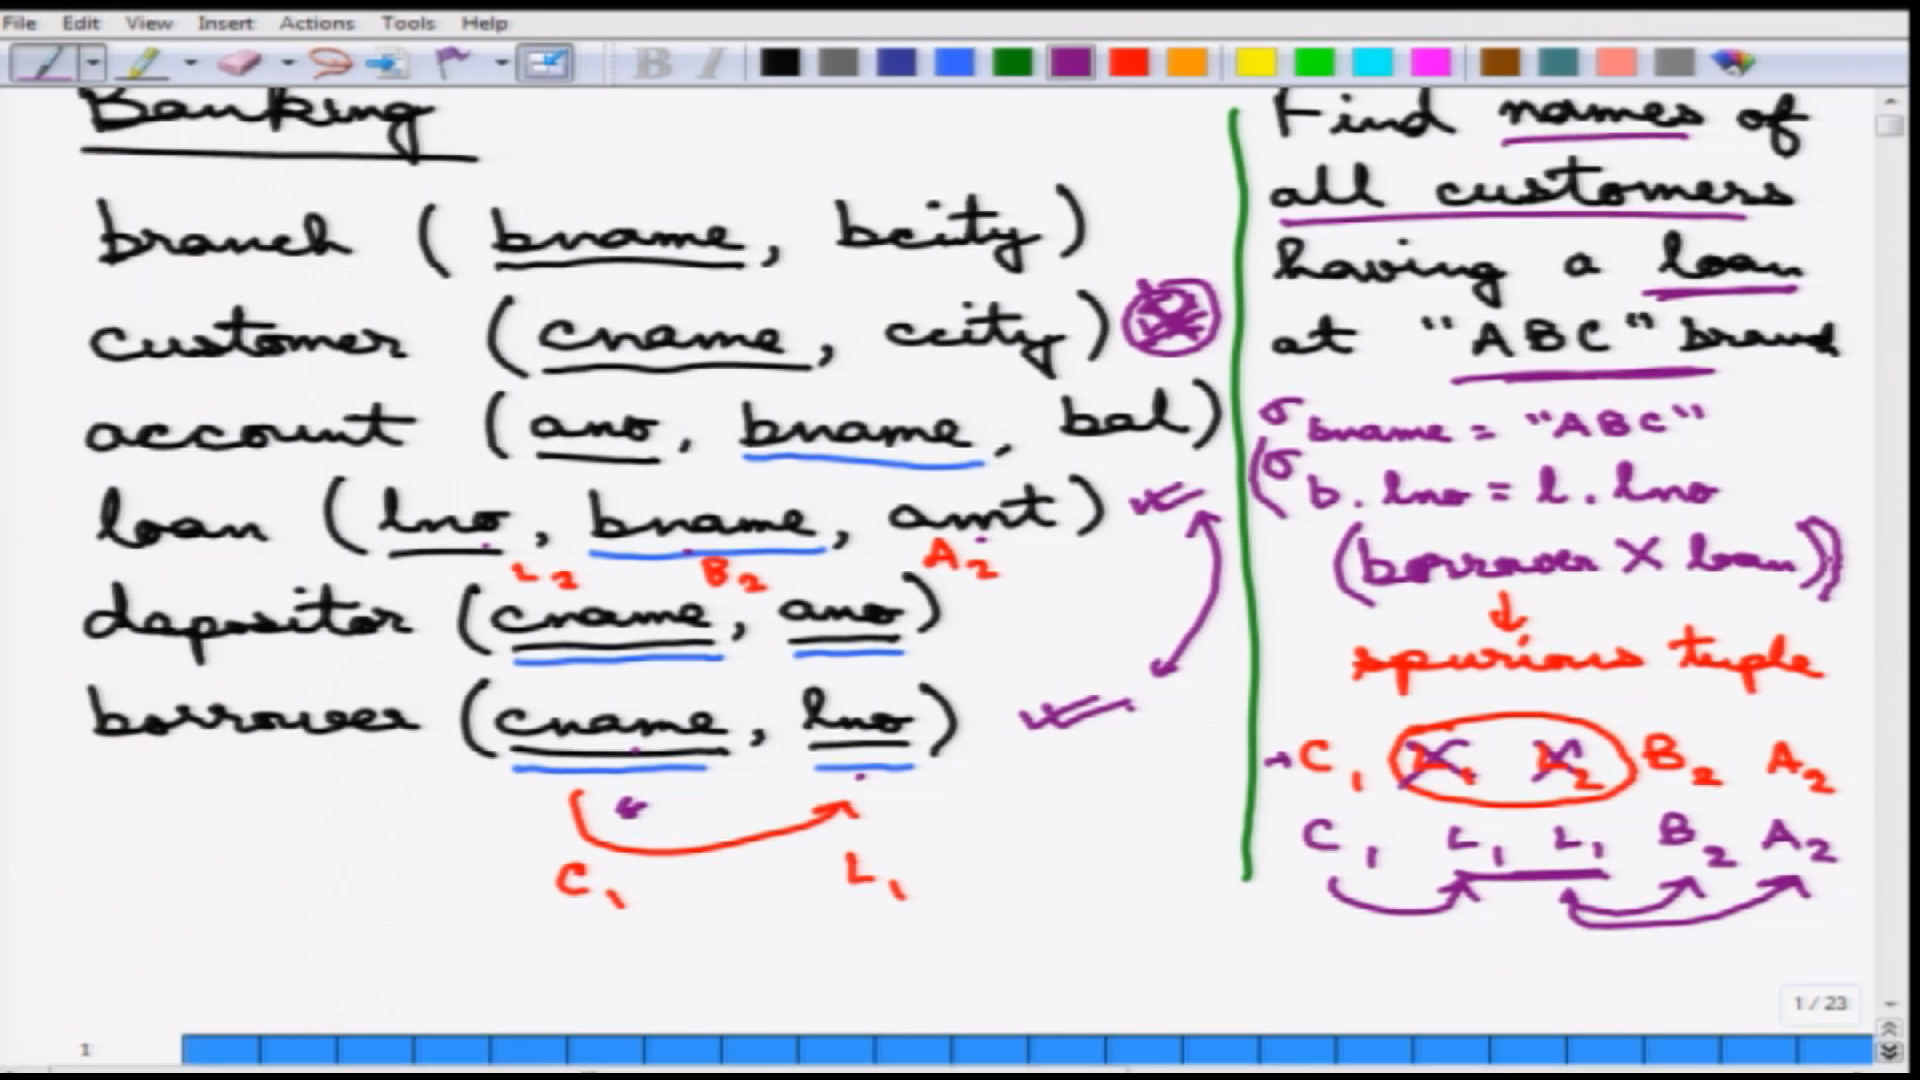 File Edit View Insert Actions Tools Help
B I
Banking
branch ( bname, bcity )
customer ( cname, ccity )
account ( ano, bname, bal )
loan ( lno, bname, amt )
L2 B2 A2
depositor ( cname, ano )
borrower ( cname, lno )
C1 L1
Find names of
all customers
having a loan
at "ABC" branch
σ bname = "ABC"
( σ b.lno = l.lno
( borrower X loan ))
↓
spurious tuple
→ C1 L1 L2 B2 A2
C1 L1 L1 B2 A2
1 / 23
1